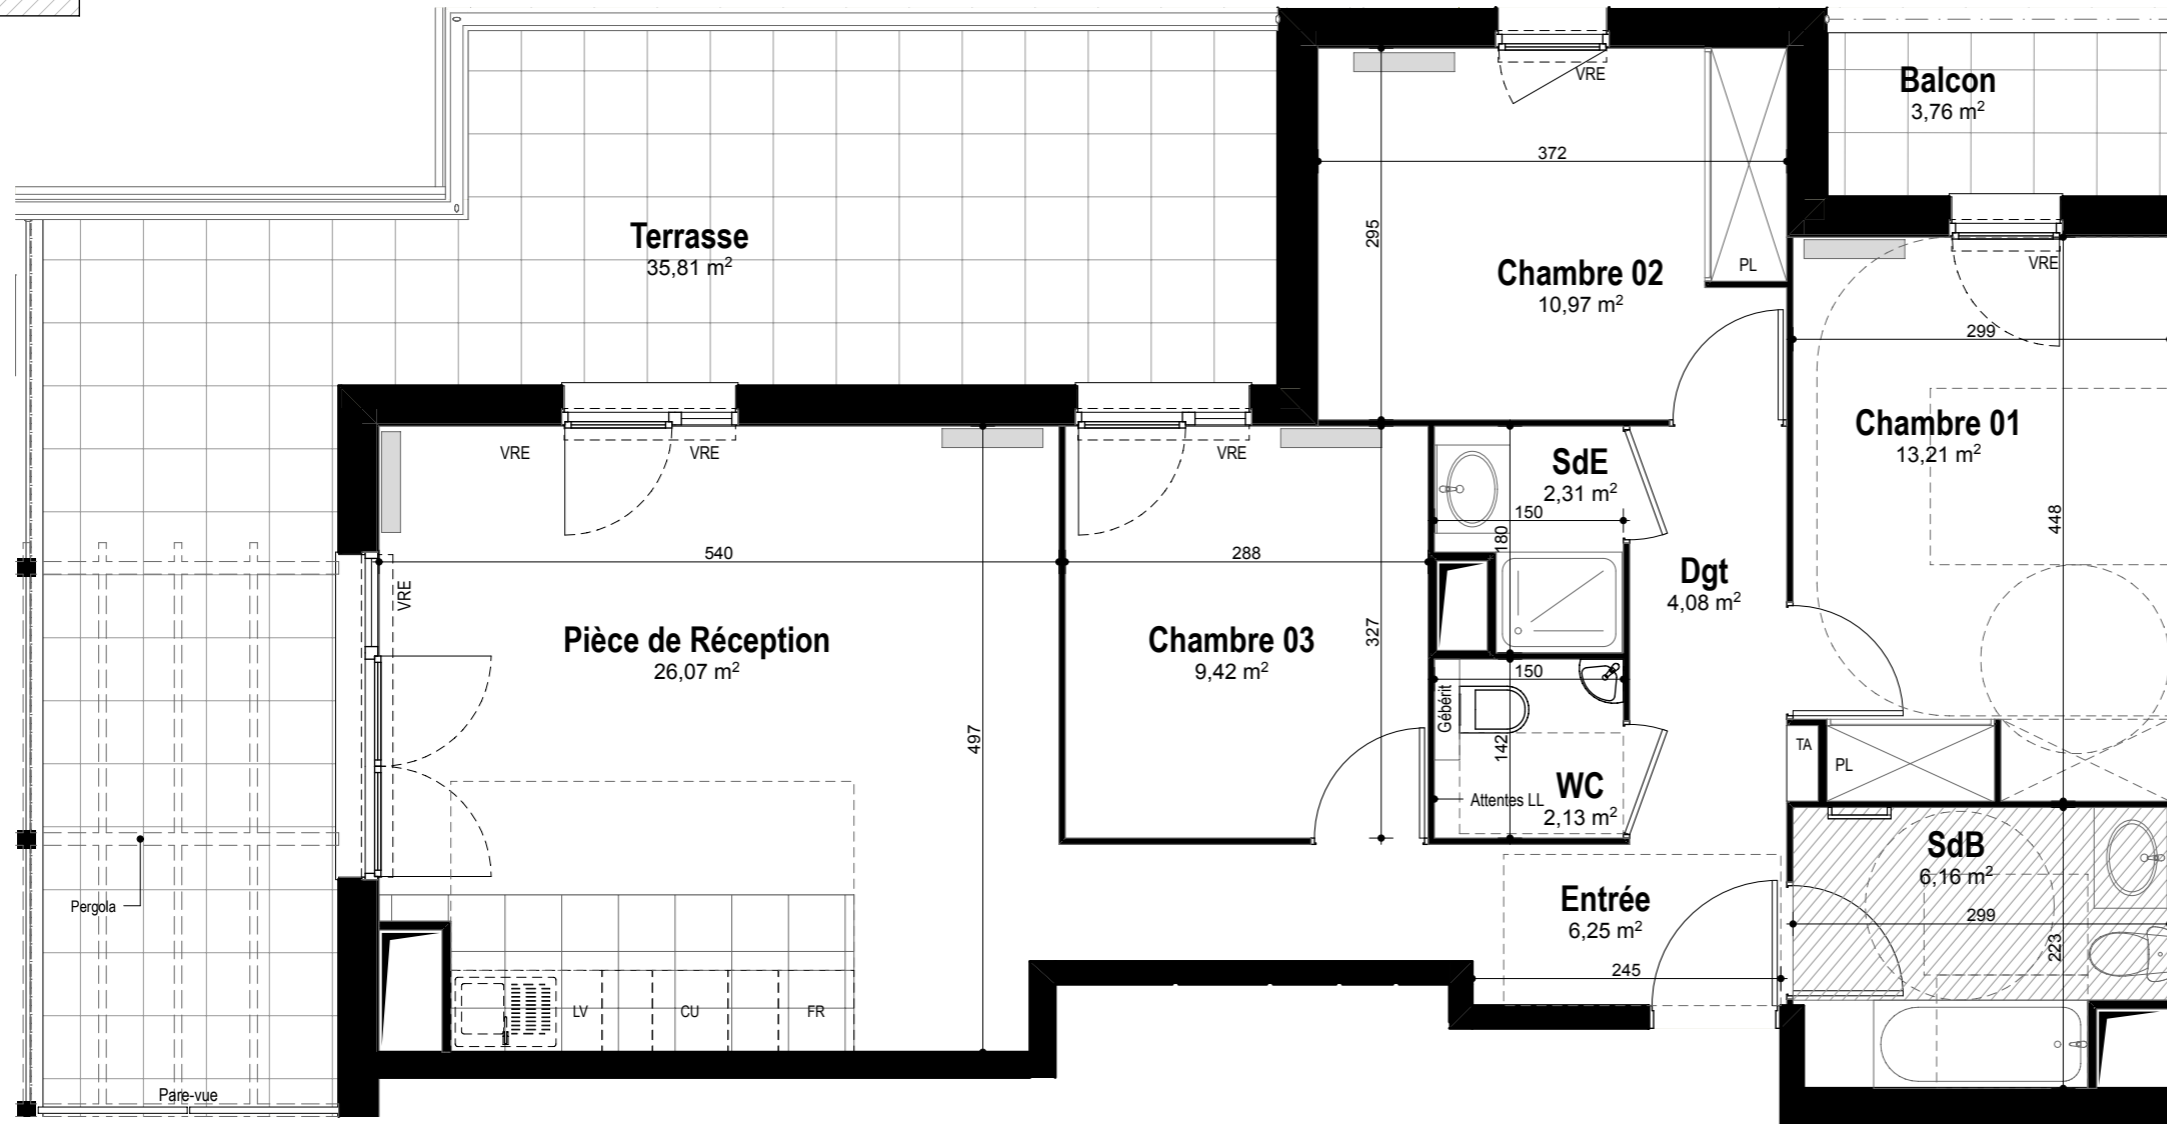 Balcon
3,76 m²
VRE
372
Terrasse
35,81 m²
295
Chambre 02
10,97 m²
PL
VRE
299
Chambre 01
13,21 m²
VRE
VRE
VRE
SdE
2,31 m²
150
180
448
540
288
VRE
Dgt
4,08 m²
Pièce de Réception
26,07 m²
Chambre 03
9,42 m²
327
150
Gébérit
497
142
TA
PL
WC
2,13 m²
Attentes LL
SdB
6,16 m²
299
223
Pergola
Entrée
6,25 m²
245
LV
CU
FR
Pare-vue